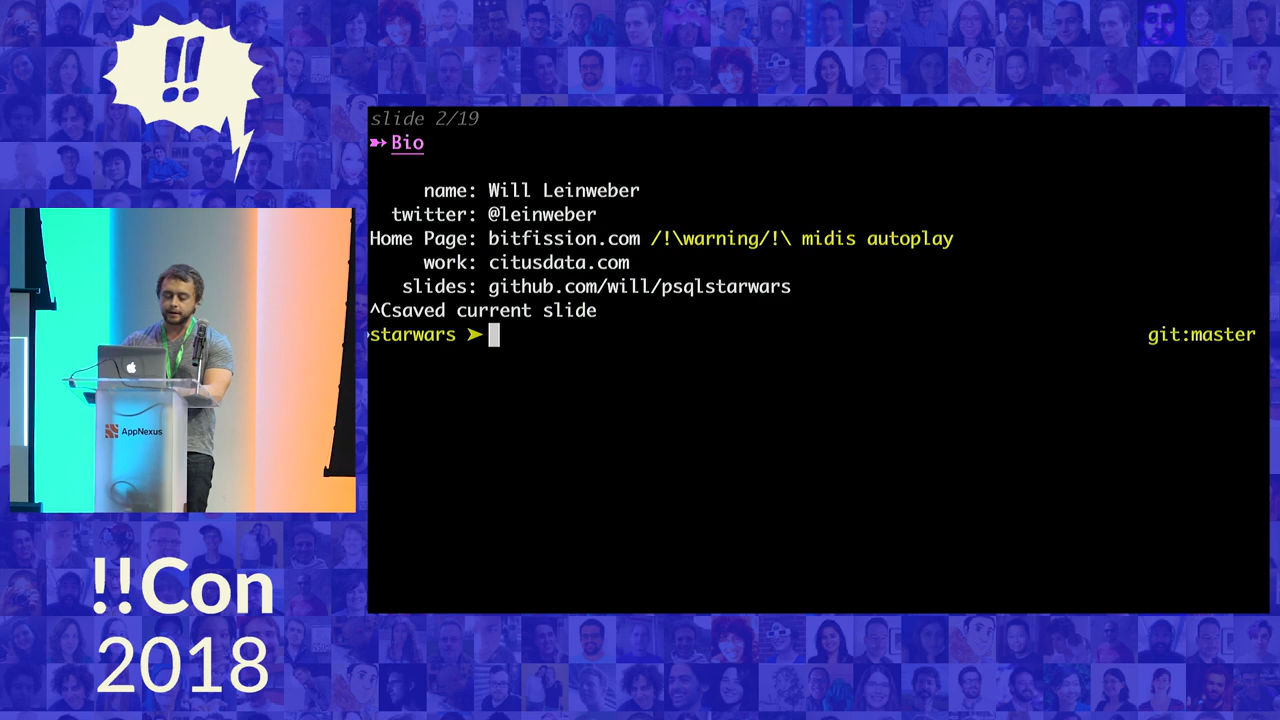 !!
slide 2/19
➳ Bio
name: Will Leinweber
twitter: @leinweber
Home Page: bitfission.com /!\warning/!\ midis autoplay
work: citusdata.com
slides: github.com/will/psqlstarwars
^Csaved current slide
starwars ➤ git:master
AppNexus
!!Con
2018